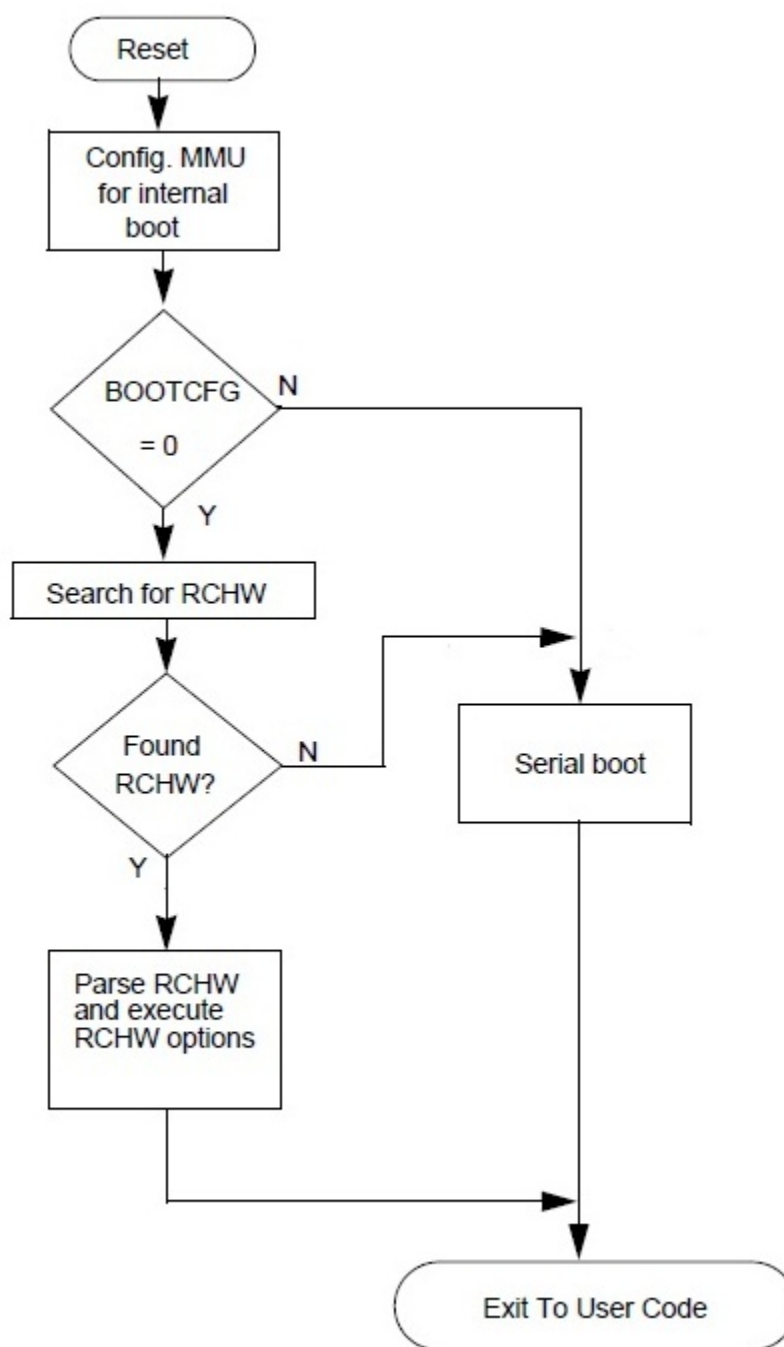 Reset
Config. MMU
for internal
boot
BOOTCFG
= 0
N
Y
Search for RCHW
Found
RCHW?
N
Y
Serial boot
Parse RCHW
and execute
RCHW options
Exit To User Code